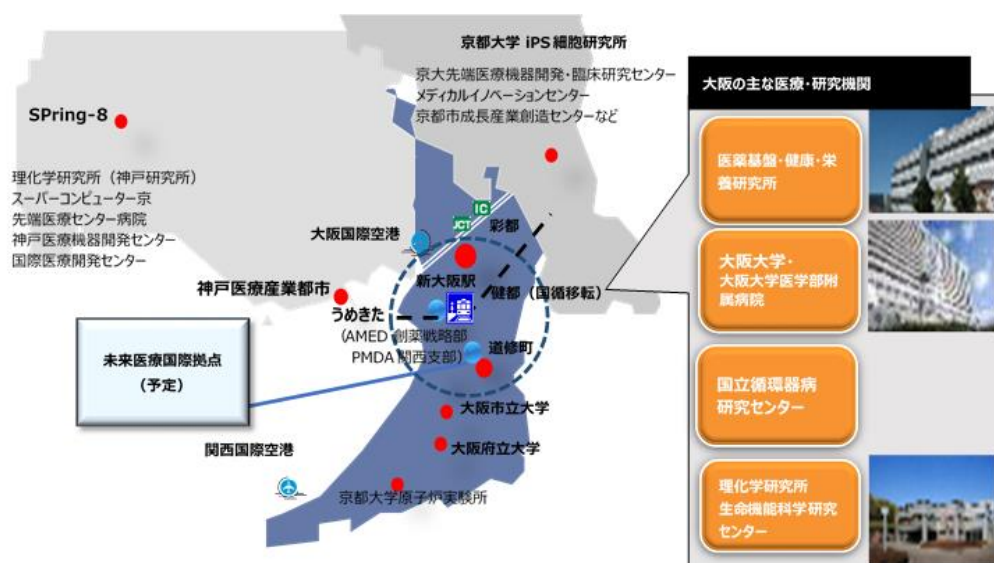 京都大学 iPS細胞研究所
京大先端医療機器開発・臨床研究センター
メディカルイノベーションセンター
京都市成長産業創造センターなど
SPring-8
理化学研究所（神戸研究所）
スーパーコンピューター京
先端医療センター病院
神戸医療機器開発センター
国際医療開発センター
IC
JCT
彩都
大阪国際空港
新大阪駅
神戸医療産業都市
健都（国循移転）
うめきた
（AMED 創薬戦略部
PMDA 関西支部）
道修町
未来医療国際拠点
（予定）
大阪市立大学
大阪府立大学
関西国際空港
京都大学原子炉実験所
大阪の主な医療・研究機関
医薬基盤・健康・栄
養研究所
大阪大学・
大阪大学医学部附
属病院
国立循環器病
研究センター
理化学研究所
生命機能科学研究
センター